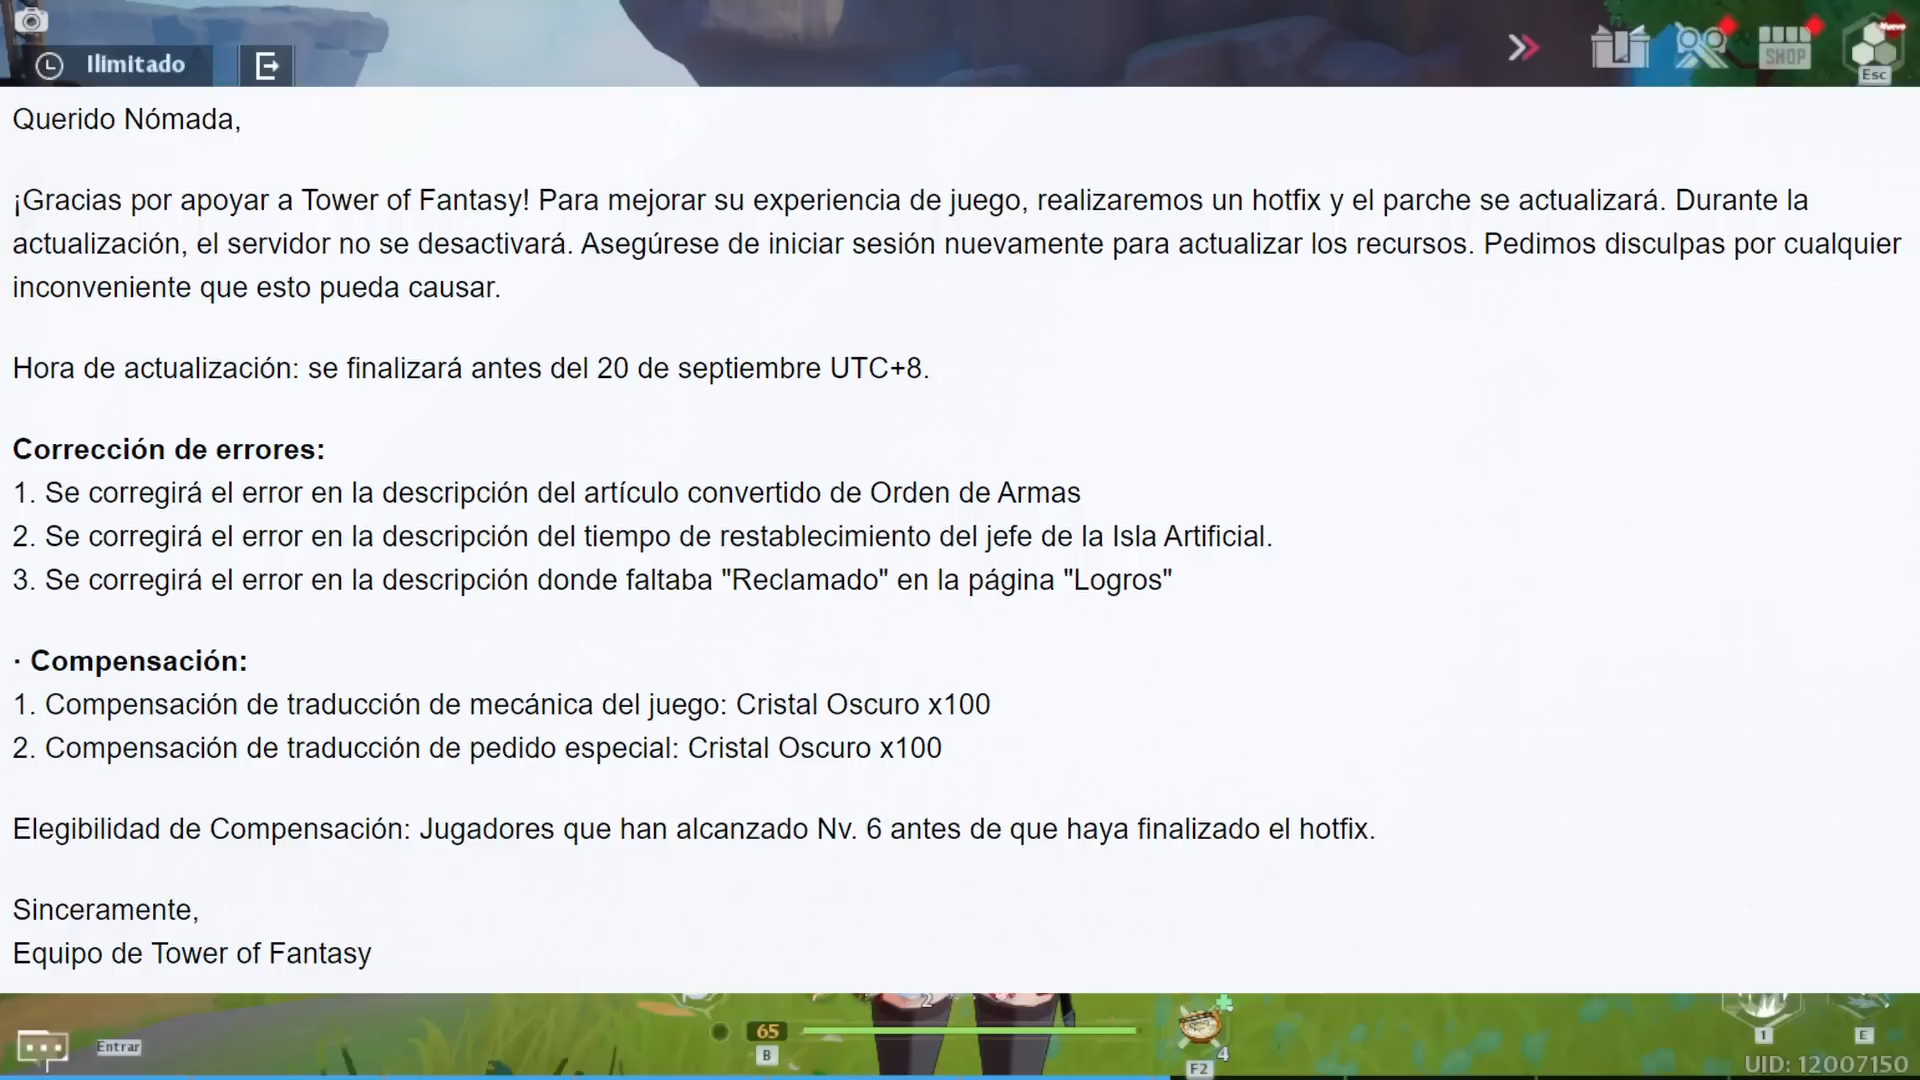 Ilimitado
Nuevo
SHOP
Esc
Querido Nómada,
¡Gracias por apoyar a Tower of Fantasy! Para mejorar su experiencia de juego, realizaremos un hotfix y el parche se actualizará. Durante la
actualización, el servidor no se desactivará. Asegúrese de iniciar sesión nuevamente para actualizar los recursos. Pedimos disculpas por cualquier
inconveniente que esto pueda causar.
Hora de actualización: se finalizará antes del 20 de septiembre UTC+8.
Corrección de errores:
1. Se corregirá el error en la descripción del artículo convertido de Orden de Armas
2. Se corregirá el error en la descripción del tiempo de restablecimiento del jefe de la Isla Artificial.
3. Se corregirá el error en la descripción donde faltaba "Reclamado" en la página "Logros"
· Compensación:
1. Compensación de traducción de mecánica del juego: Cristal Oscuro x100
2. Compensación de traducción de pedido especial: Cristal Oscuro x100
Elegibilidad de Compensación: Jugadores que han alcanzado Nv. 6 antes de que haya finalizado el hotfix.
Sinceramente,
Equipo de Tower of Fantasy
2
65
B
Entrar
4
F2
1
E
UID: 12007150